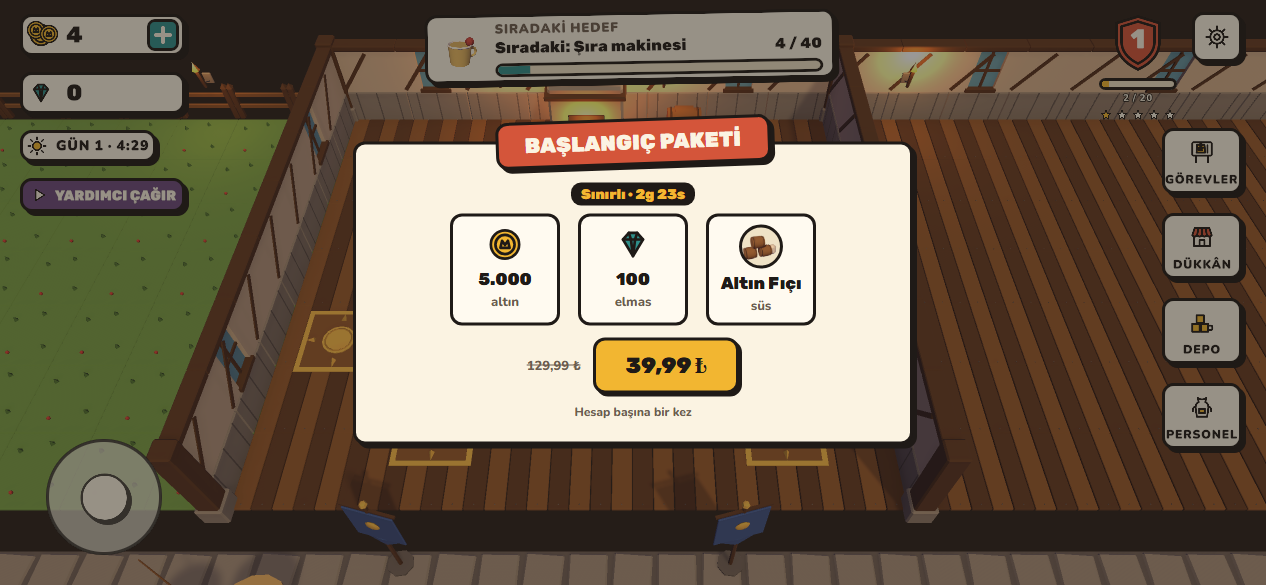 4
0
GÜN 1 · 4:29
YARDIMCI ÇAĞIR
SIRADAKİ HEDEF
Sıradaki: Şıra makinesi
4 / 40
1
2 / 20
GÖREVLER
DÜKKÂN
DEPO
PERSONEL
BAŞLANGIÇ PAKETİ
Sınırlı · 2g 23s
5.000
altın
100
elmas
Altın Fıçı
süs
129,99 ₺
39,99 ₺
Hesap başına bir kez